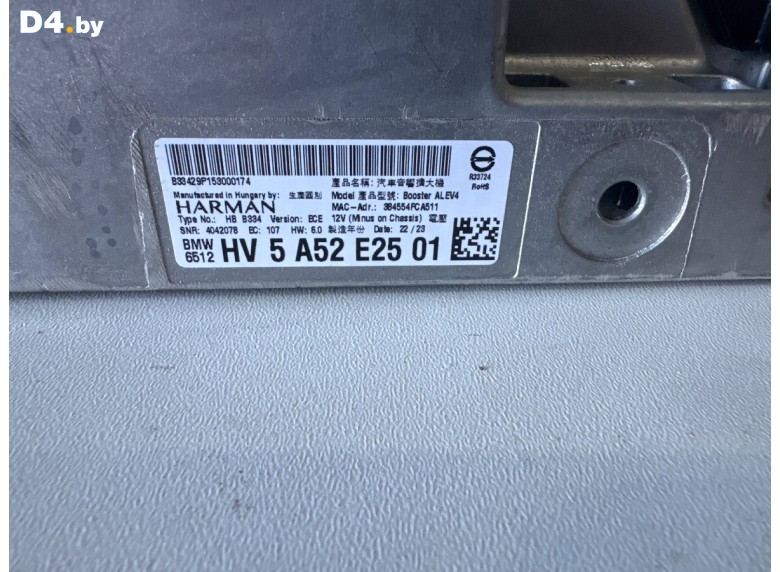 D4.by
B33429P153000174
產品名稱: 汽車音響擴大機
R33724
RoHS
Manufactured in Hungary by: 生產國別
Model 產品型號: Booster ALEV4
HARMAN
MAC-Adr.: 384554FCA511
Type No.: HB B334 Version: ECE 12V (Minus on Chassis) 電壓
SNR: 4042078 EC: 107 HW: 6.0 製造年份 Date: 22 / 23
BMW
6512 HV 5 A52 E25 01